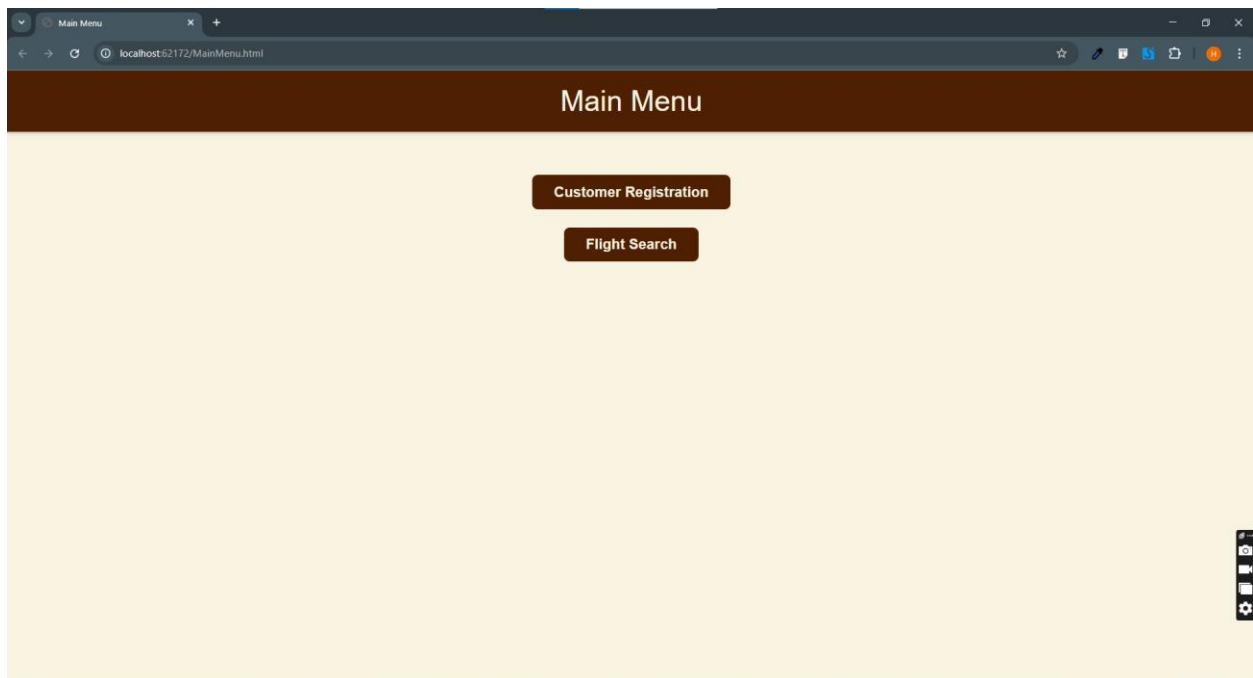 Main Menu
localhost:62172/MainMenu.html
H
Main Menu
Customer Registration
Flight Search